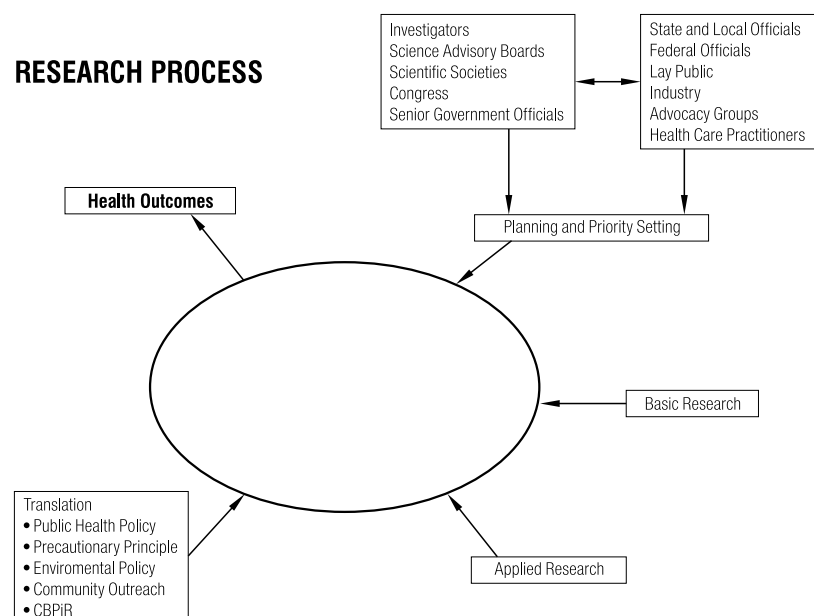 RESEARCH PROCESS
Investigators
Science Advisory Boards
Scientific Societies
Congress
Senior Government Officials
State and Local Officials
Federal Officials
Lay Public
Industry
Advocacy Groups
Health Care Practitioners
Health Outcomes
Planning and Priority Setting
Basic Research
Applied Research
Translation
• Public Health Policy
• Precautionary Principle
• Enviromental Policy
• Community Outreach
• CBPiR